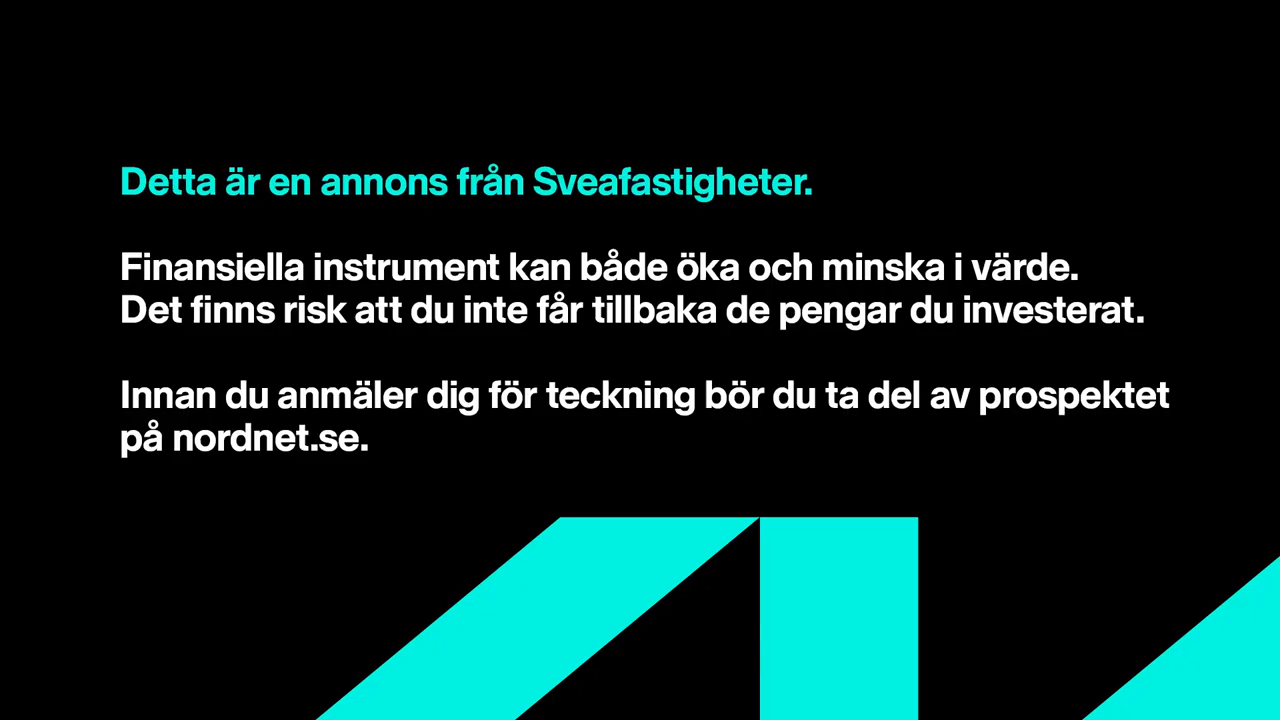 Detta är en annons från Sveafastigheter.
Finansiella instrument kan både öka och minska i värde.
Det finns risk att du inte får tillbaka de pengar du investerat.
Innan du anmäler dig för teckning bör du ta del av prospektet
på nordnet.se.